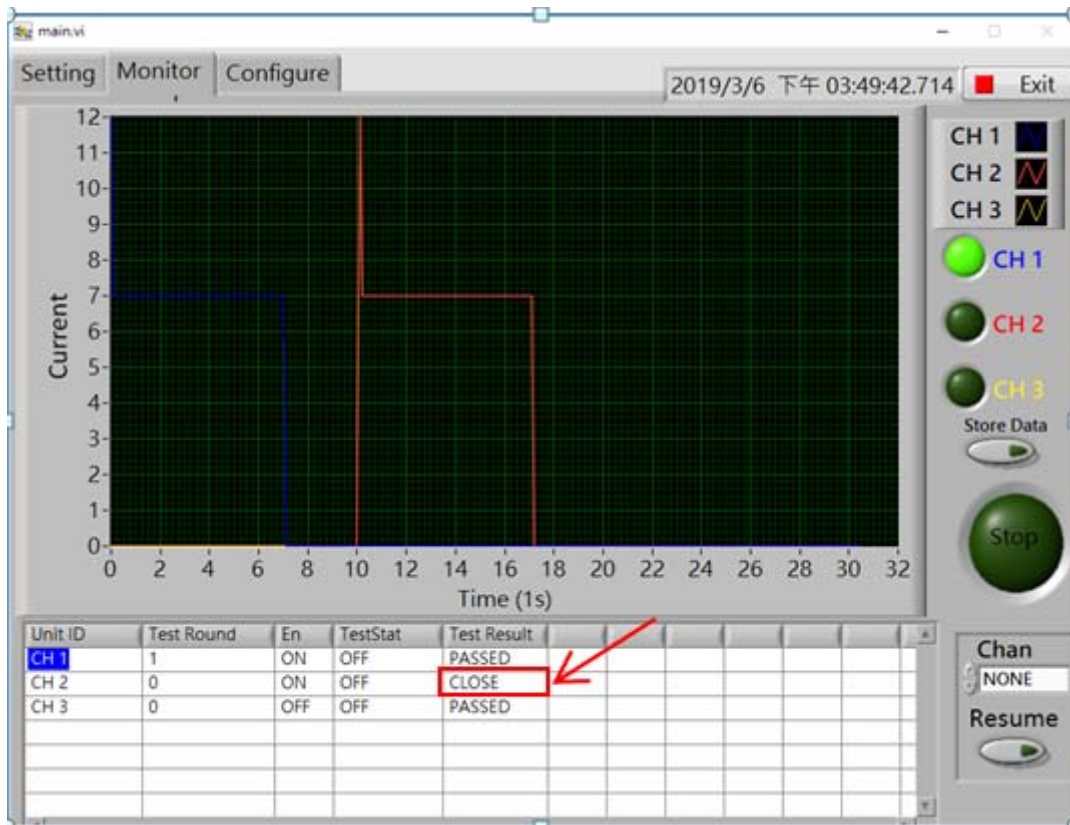 main.vi
Setting Monitor Configure
2019/3/6 下午 03:49:42.714 Exit
12
11
10
9
8
7
6
5
4
3
2
1
0
Current
0 2 4 6 8 10 12 14 16 18 20 22 24 26 28 30 32
Time (1s)
CH 1
CH 2
CH 3
CH 1
CH 2
CH 3
Store Data
Stop
Unit ID Test Round En TestStat Test Result
CH 1 1 ON OFF PASSED
CH 2 0 ON OFF CLOSE
CH 3 0 OFF OFF PASSED
Chan
NONE
Resume